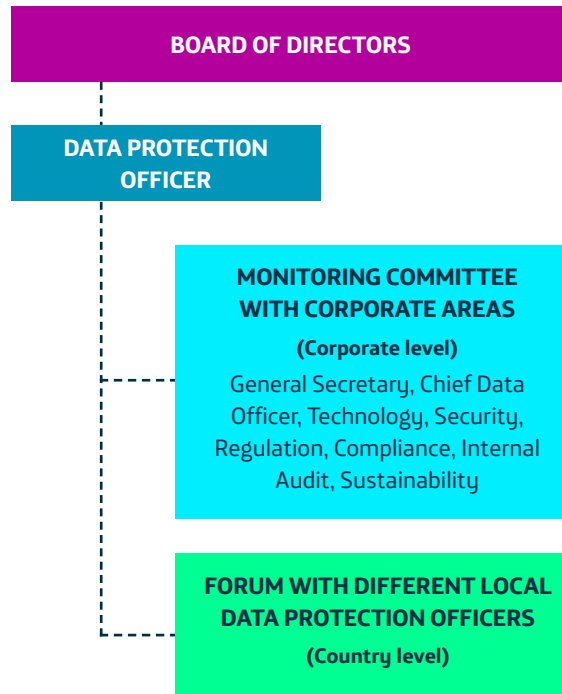 BOARD OF DIRECTORS
DATA PROTECTION
OFFICER
MONITORING COMMITTEE
WITH CORPORATE AREAS
(Corporate level)
General Secretary, Chief Data
Officer, Technology, Security,
Regulation, Compliance, Internal
Audit, Sustainability
FORUM WITH DIFFERENT LOCAL
DATA PROTECTION OFFICERS
(Country level)